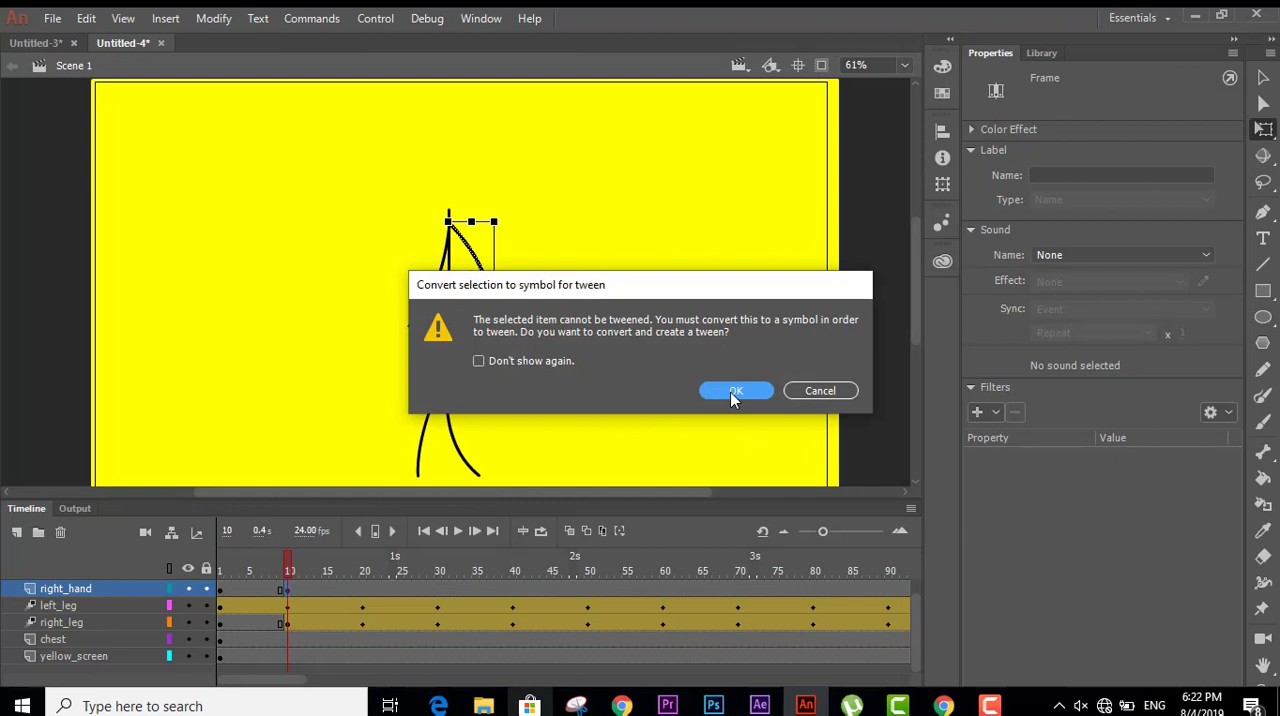 An File Edit View Insert Modify Text Commands Control Debug Window Help Essentials
Untitled-3* × Untitled-4* ×
Scene 1 61%
Properties Library
Frame
Color Effect
Label
Name:
Type: Name
Sound
Name: None
Effect: None
Sync: Event
Repeat x 1
No sound selected
Filters
Property Value
Convert selection to symbol for tween
The selected item cannot be tweened. You must convert this to a symbol in order
to tween. Do you want to convert and create a tween?
Don't show again.
OK Cancel
Timeline Output
10 0.4 s 24.00 fps
1s 2s 3s
1 5 10 15 20 25 30 35 40 45 50 55 60 65 70 75 80 85 90
right_hand
left_leg
right_leg
chest
yellow_screen
Type here to search
Pr Ps Ae An
ENG
6:22 PM
8/4/2019
8